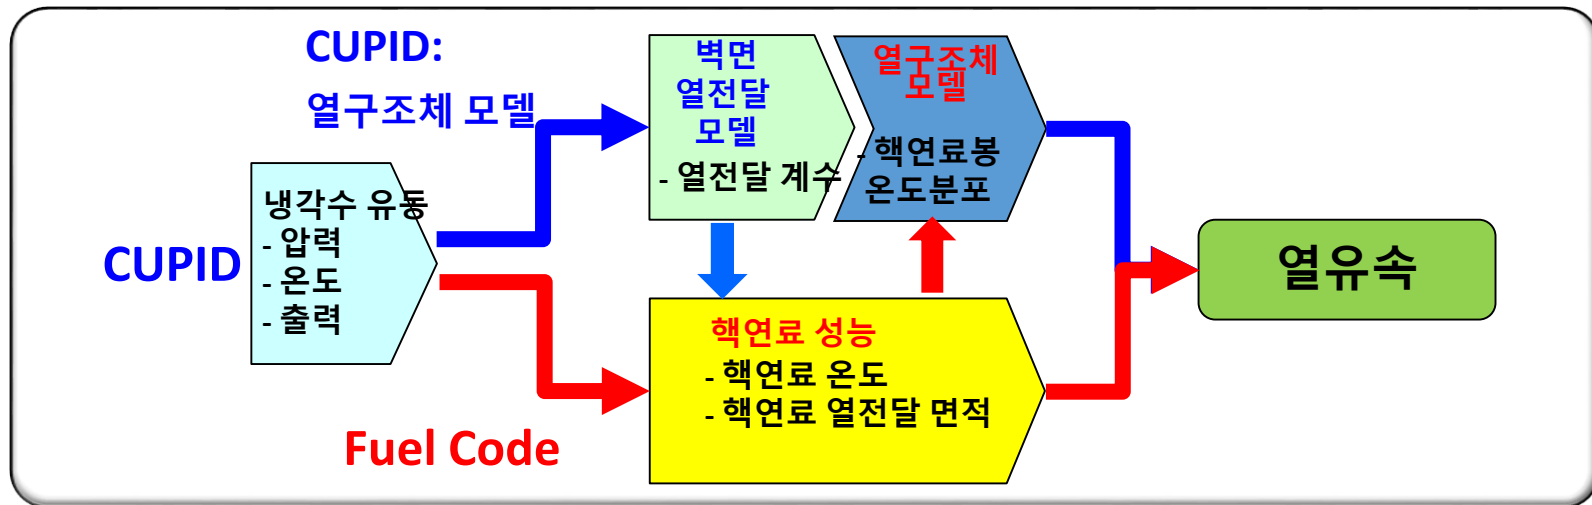 CUPID:
열구조체 모델
CUPID
냉각수 유동
- 압력
- 온도
- 출력
벽면
열전달
모델
- 열전달 계수
열구조체
모델
- 핵연료봉
온도분포
핵연료 성능
- 핵연료 온도
- 핵연료 열전달 면적
Fuel Code
열유속